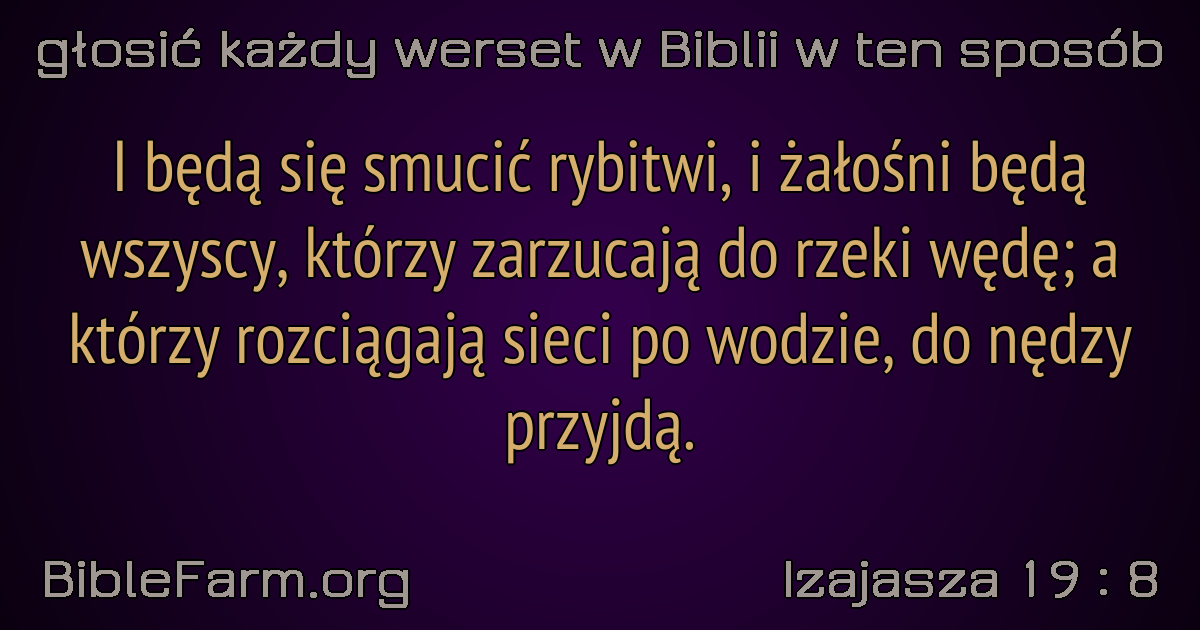 głosić każdy werset w Biblii w ten sposób
I będą się smucić rybitwi, i żałośni będą
wszyscy, którzy zarzucają do rzeki wędę; a
którzy rozciągają sieci po wodzie, do nędzy
przyjdą.
BibleFarm.org
Izajasza 19 : 8